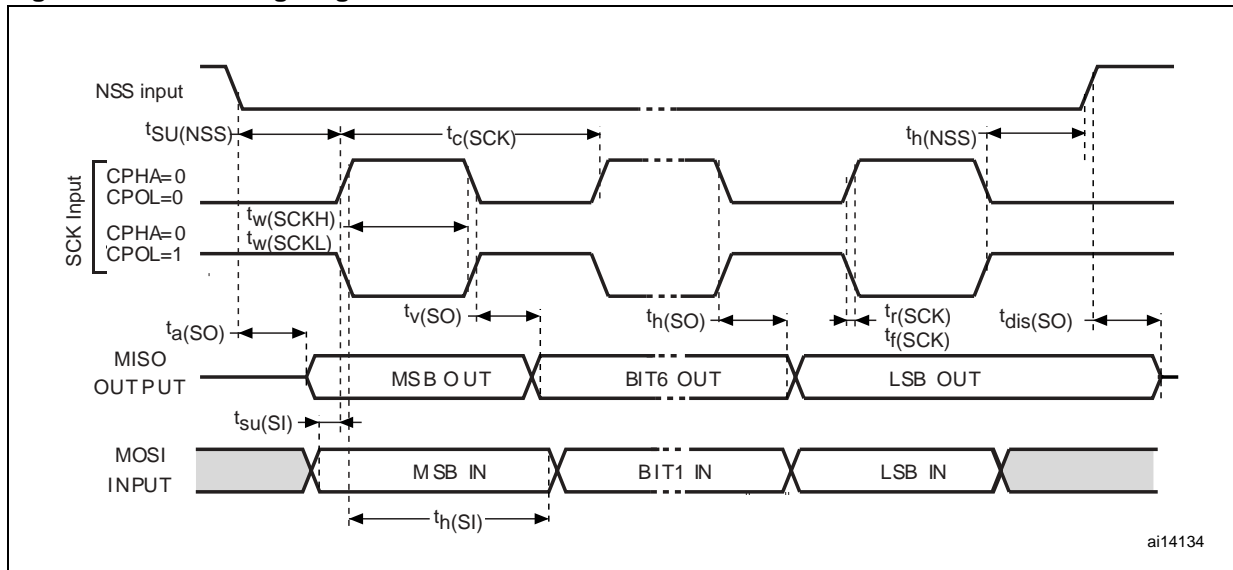 NSS input
tSU(NSS)
tc(SCK)
th(NSS)
SCK Input
CPHA=0
CPOL=0
tw(SCKH)
CPHA=0
tw(SCKL)
CPOL=1
ta(SO)
tv(SO)
th(SO)
tr(SCK)
tf(SCK)
tdis(SO)
MISO
OUTPUT
MSB OUT
BIT6 OUT
LSB OUT
tsu(SI)
MOSI
INPUT
MSB IN
BIT1 IN
LSB IN
th(SI)
ai14134